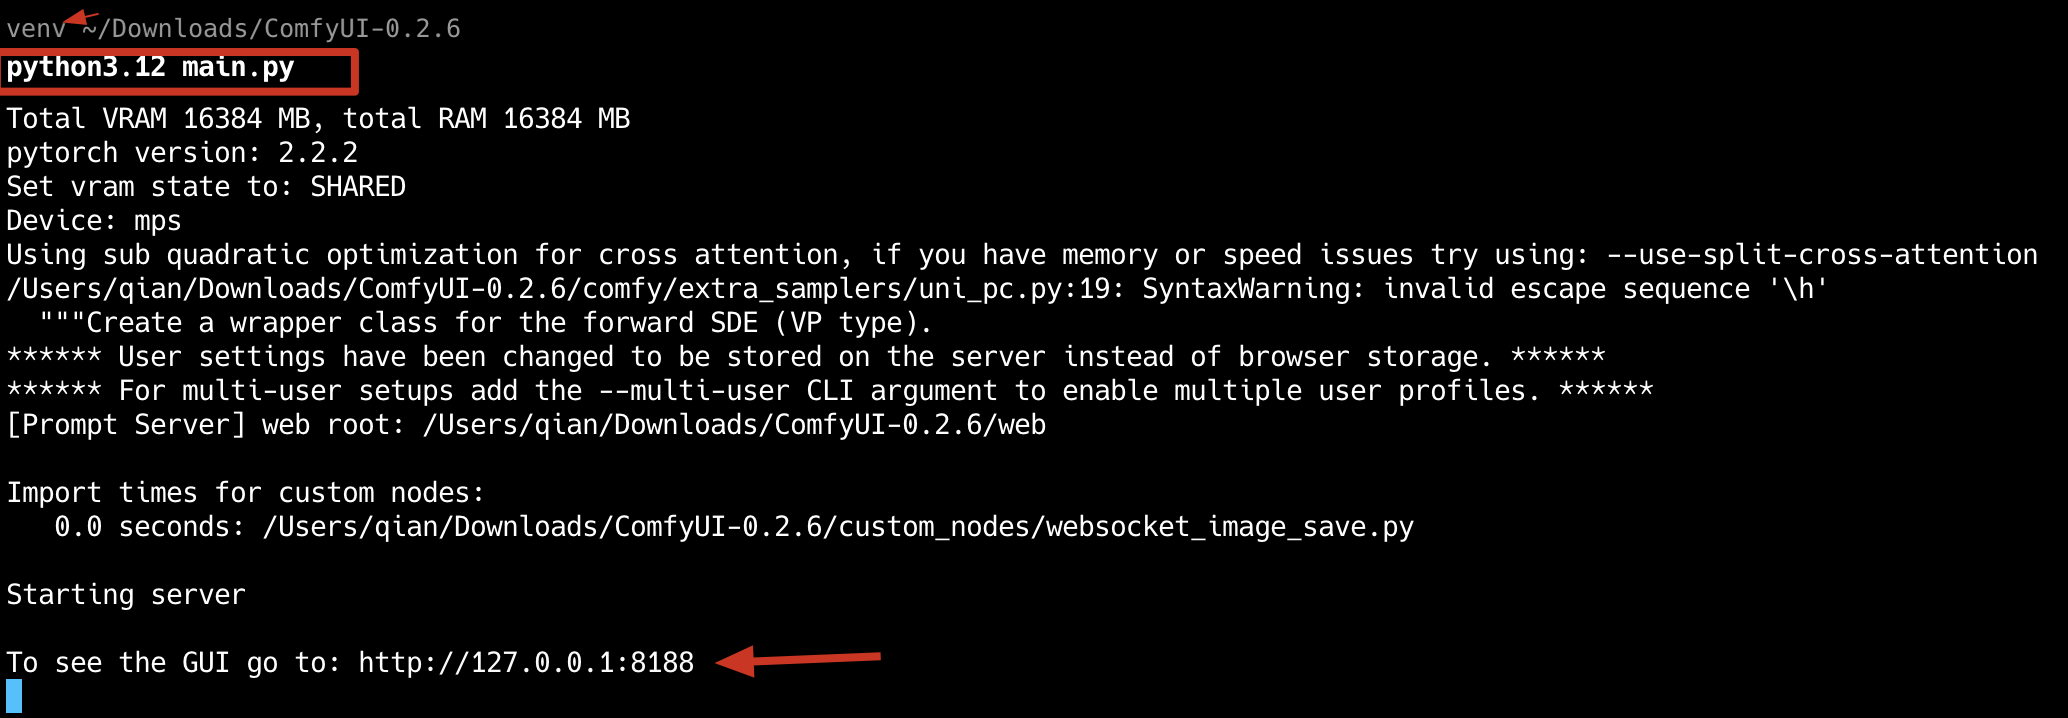 venv ~/Downloads/ComfyUI-0.2.6
python3.12 main.py
Total VRAM 16384 MB, total RAM 16384 MB
pytorch version: 2.2.2
Set vram state to: SHARED
Device: mps
Using sub quadratic optimization for cross attention, if you have memory or speed issues try using: --use-split-cross-attention
/Users/qian/Downloads/ComfyUI-0.2.6/comfy/extra_samplers/uni_pc.py:19: SyntaxWarning: invalid escape sequence '\h'
  """Create a wrapper class for the forward SDE (VP type).
****** User settings have been changed to be stored on the server instead of browser storage. ******
****** For multi-user setups add the --multi-user CLI argument to enable multiple user profiles. ******
[Prompt Server] web root: /Users/qian/Downloads/ComfyUI-0.2.6/web
Import times for custom nodes:
   0.0 seconds: /Users/qian/Downloads/ComfyUI-0.2.6/custom_nodes/websocket_image_save.py
Starting server
To see the GUI go to: http://127.0.0.1:8188